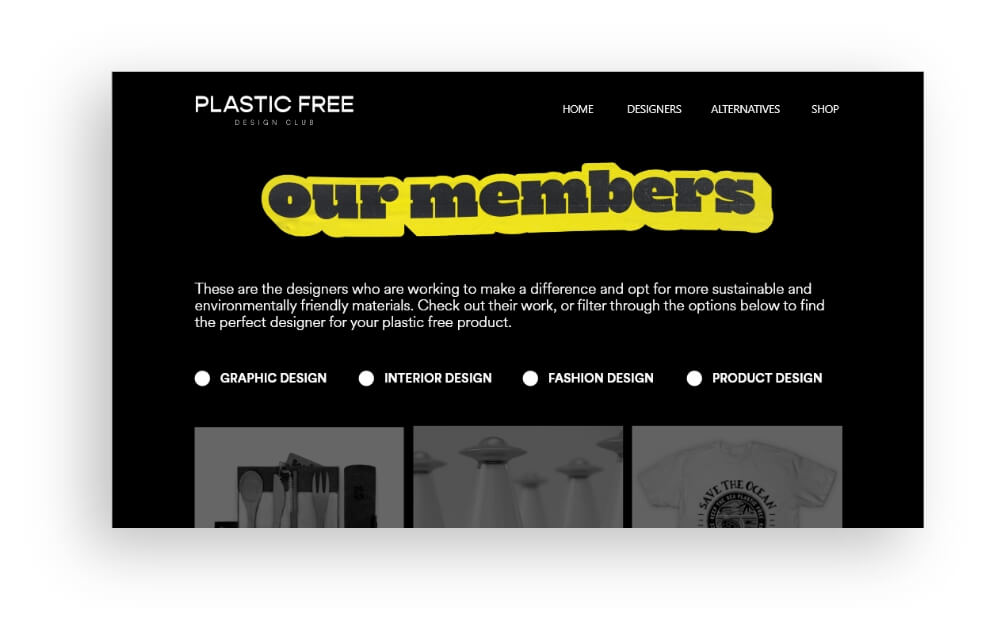 PLASTIC FREE
DESIGN CLUB
HOME DESIGNERS ALTERNATIVES SHOP
our members
These are the designers who are working to make a difference and opt for more sustainable and
environmentally friendly materials. Check out their work, or filter through the options below to find
the perfect designer for your plastic free product.
GRAPHIC DESIGN INTERIOR DESIGN FASHION DESIGN PRODUCT DESIGN
SAVE THE OCEAN